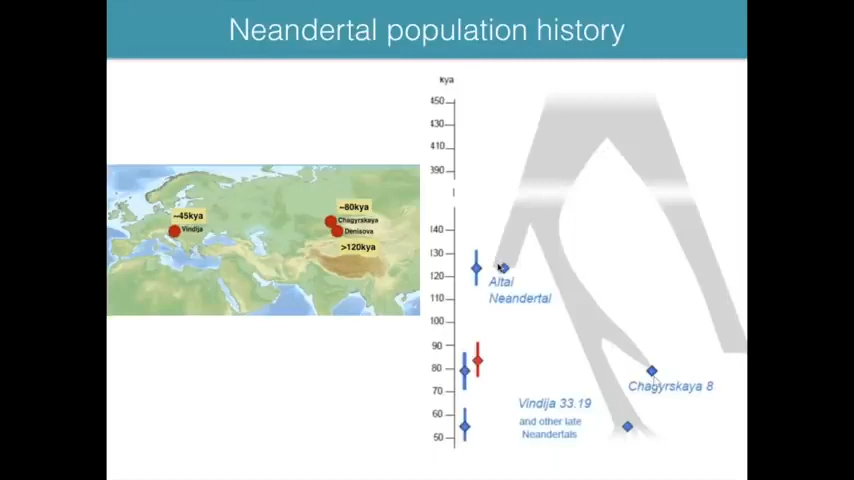 Neandertal population history
~45kya
Vindija
~80kya
Chagyrskaya
Denisova
>120kya
kya
450
430
410
390
140
130
120
110
100
90
80
70
60
50
Altai
Neandertal
Chagyrskaya 8
Vindija 33.19
and other late
Neandertals